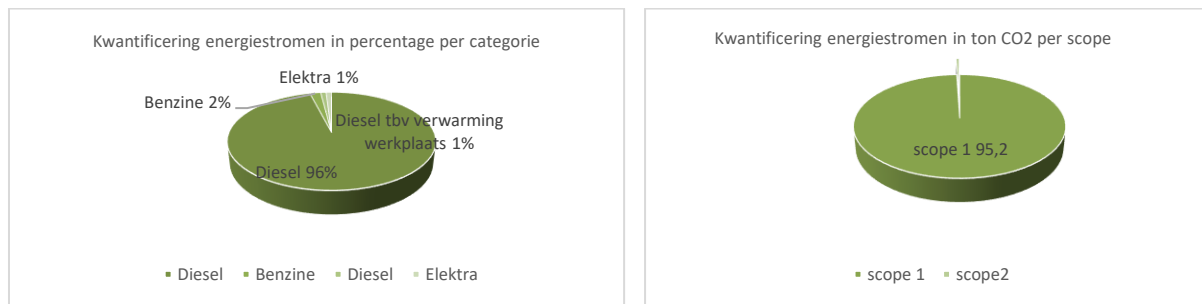 Kwantificering energiestromen in percentage per categorie
Elektra 1%
Benzine 2%
Diesel tbv verwarming
werkplaats 1%
Diesel 96%
Diesel Benzine Diesel Elektra
Kwantificering energiestromen in ton CO2 per scope
scope 1 95,2
scope 1 scope2